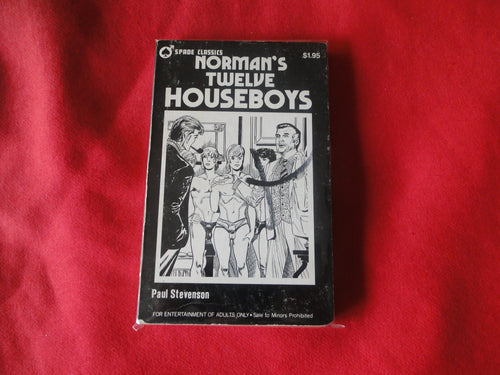 SPADE CLASSICS
$1.95
NORMAN'S
TWELVE
HOUSEBOYS
Paul Stevenson
FOR ENTERTAINMENT OF ADULTS ONLY • Sale to Minors Prohibited